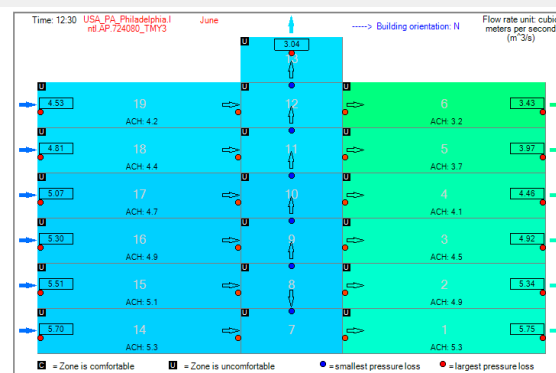 Time: 12:30 USA_PA_Philadelphia.I June -----> Building orientation: N Flow rate unit: cubic
ntl.AP.724080_TMY3 meters per second
(m^3/s)
U 3.04
13
U U U
4.53 19 12 6 3.43
ACH: 4.2 ACH: 3.2
U U U
4.81 18 11 5 3.97
ACH: 4.4 ACH: 3.7
U U U
5.07 17 10 4 4.46
ACH: 4.7 ACH: 4.1
U U U
5.30 16 9 3 4.92
ACH: 4.9 ACH: 4.5
U U U
5.51 15 8 2 5.34
ACH: 5.1 ACH: 4.9
U U U
5.70 14 7 1 5.75
ACH: 5.3 ACH: 5.3
C = Zone is comfortable U = Zone is uncomfortable = smallest pressure loss = largest pressure loss